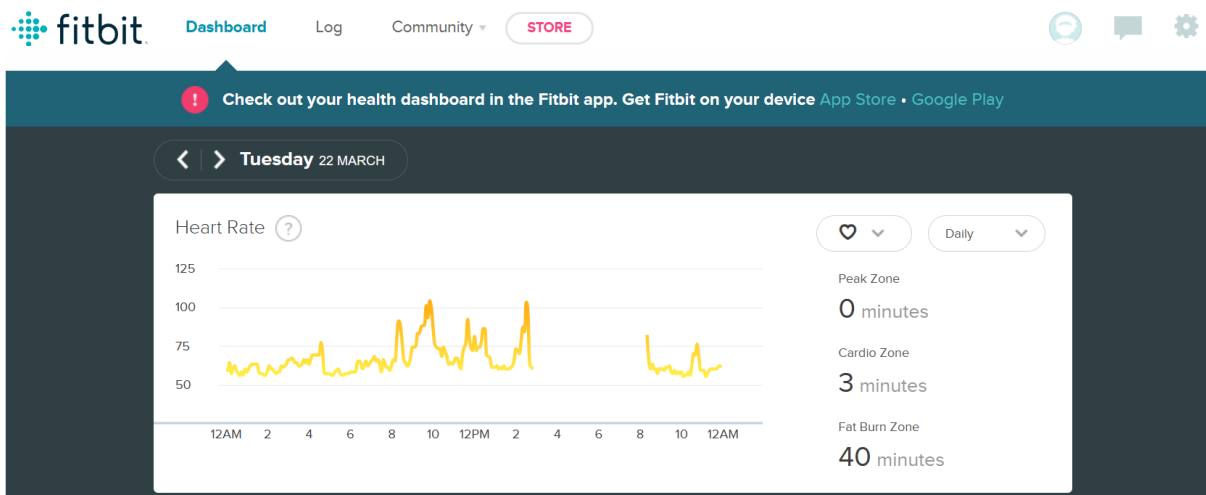 fitbit Dashboard Log Community STORE
! Check out your health dashboard in the Fitbit app. Get Fitbit on your device App Store • Google Play
Tuesday 22 MARCH
Heart Rate ?
Daily
125
100
75
50
12AM 2 4 6 8 10 12PM 2 4 6 8 10 12AM
Peak Zone
0 minutes
Cardio Zone
3 minutes
Fat Burn Zone
40 minutes